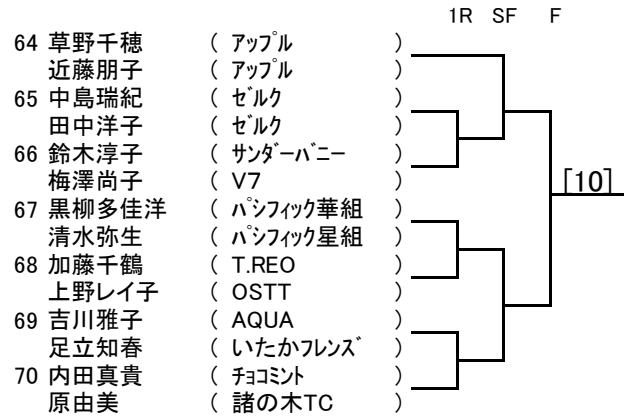 1R SF F
64 草野千穂 ( ｱｯﾌﾟﾙ )
近藤朋子 ( ｱｯﾌﾟﾙ )
65 中島瑞紀 ( ｾﾞﾙｸ )
田中洋子 ( ｾﾞﾙｸ )
66 鈴木淳子 ( ｻﾝﾀﾞｰﾊﾞﾆｰ )
梅澤尚子 ( V7 )
[10]
67 黒柳多佳洋 ( ﾊﾟｼﾌｨｯｸ華組 )
清水弥生 ( ﾊﾟｼﾌｨｯｸ星組 )
68 加藤千鶴 ( T.REO )
上野レイ子 ( OSTT )
69 吉川雅子 ( AQUA )
足立知春 ( いたかﾌﾚﾝｽﾞ )
70 内田真貴 ( ﾁｮｺﾐﾝﾄ )
原由美 ( 諸の木TC )